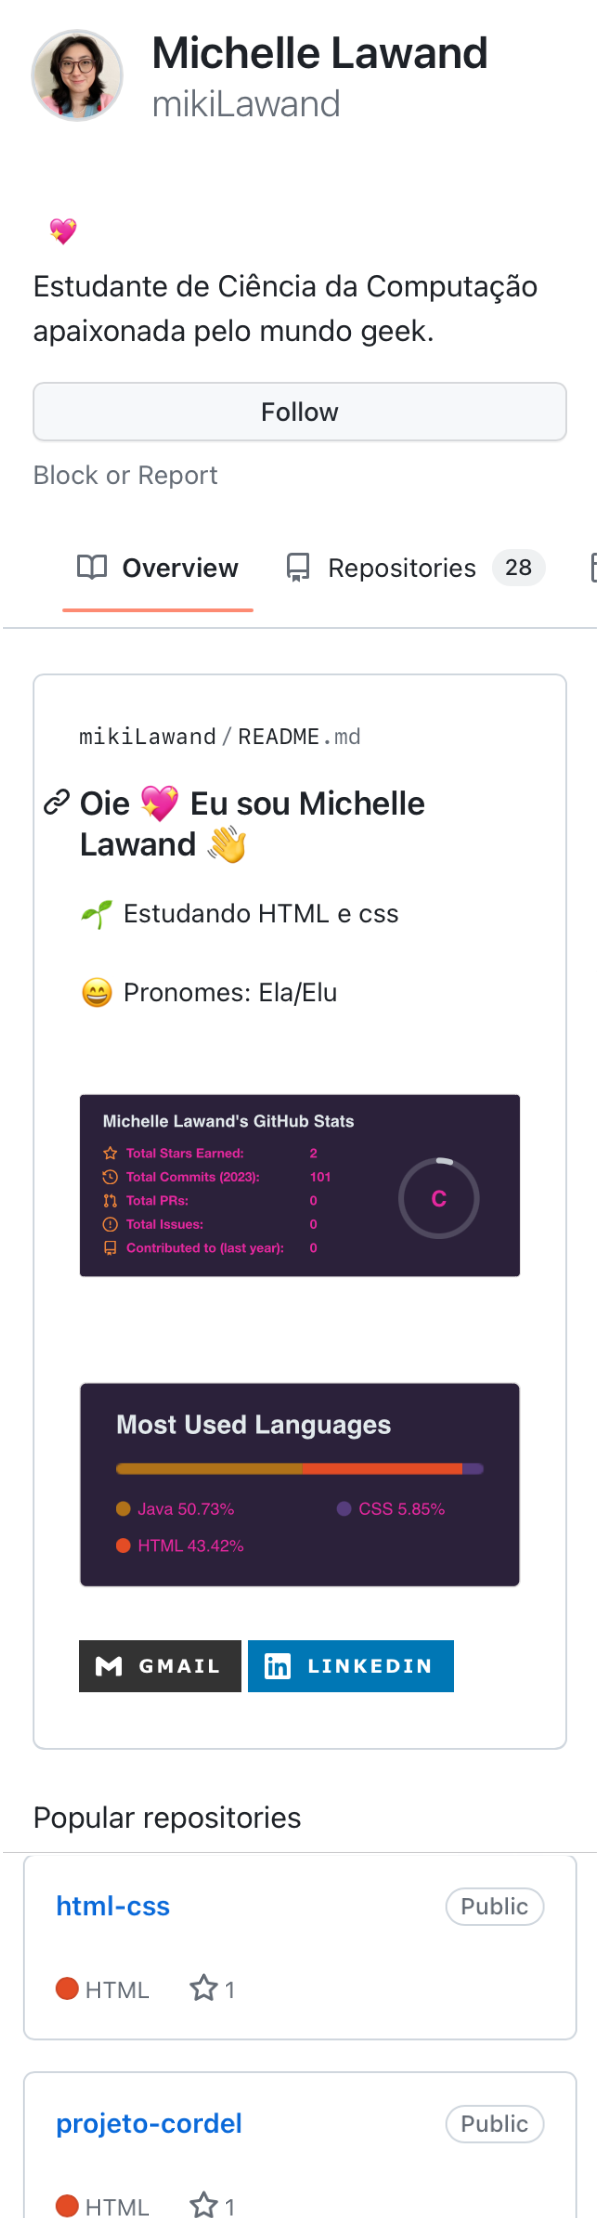 Michelle Lawand
mikiLawand
💖
Estudante de Ciência da Computação
apaixonada pelo mundo geek.
Follow
Block or Report
Overview Repositories 28
mikiLawand/README.md
Oie 💖 Eu sou Michelle
Lawand 👋
🌱 Estudando HTML e css
😄 Pronomes: Ela/Elu
Michelle Lawand's GitHub Stats
Total Stars Earned: 2
Total Commits (2023): 101
Total PRs: 0
Total Issues: 0
Contributed to (last year): 0
C
Most Used Languages
Java 50.73% CSS 5.85%
HTML 43.42%
GMAIL LINKEDIN
Popular repositories
html-css Public
HTML 1
projeto-cordel Public
HTML 1